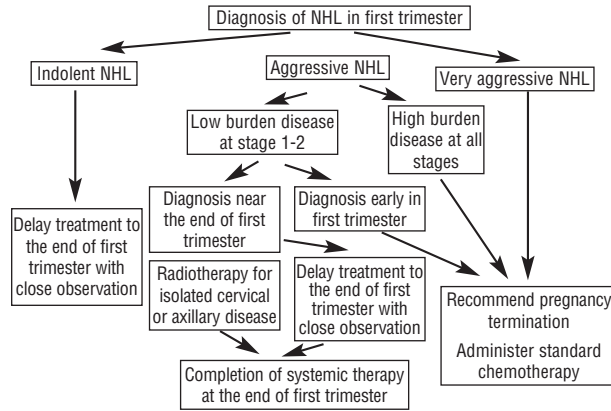 Diagnosis of NHL in first trimester
Indolent NHL
Aggressive NHL
Very aggressive NHL
Low burden disease
at stage 1-2
High burden
disease at all
stages
Diagnosis near
the end of first
trimester
Diagnosis early in
first trimester
Delay treatment to
the end of first
trimester with
close observation
Radiotherapy for
isolated cervical
or axillary disease
Delay treatment to
the end of first
trimester with
close observation
Recommend pregnancy
termination
Administer standard
chemotherapy
Completion of systemic therapy
at the end of first trimester